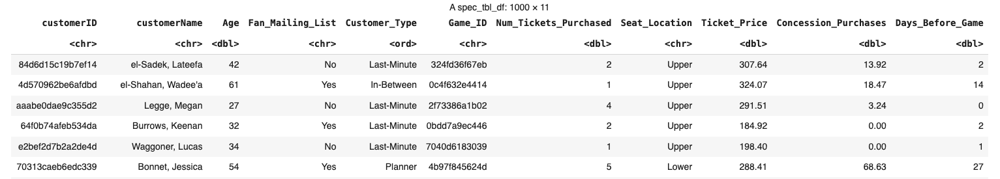 A spec_tbl_df: 1000 × 11
customerID customerName Age Fan_Mailing_List Customer_Type Game_ID Num_Tickets_Purchased Seat_Location Ticket_Price Concession_Purchases Days_Before_Game
<chr> <chr> <dbl> <chr> <ord> <chr> <dbl> <chr> <dbl> <dbl> <dbl>
84d6d15c19b7ef14 el-Sadek, Lateefa 42 No Last-Minute 324fd36f67eb 2 Upper 307.64 13.92 2
4d570962be6afdbd el-Shahan, Wadee'a 61 Yes In-Between 0c4f632e4414 1 Upper 324.07 18.47 14
aaabe0dae9c355d2 Legge, Megan 27 No Last-Minute 2f73386a1b02 4 Upper 291.51 3.24 0
64f0b74afeb534da Burrows, Keenan 32 Yes Last-Minute 0bdd7a9ec446 2 Upper 184.92 0.00 2
e2bef2d7b2a2de4d Waggoner, Lucas 34 No Last-Minute 7040d6183039 1 Upper 198.40 0.00 1
70313caeb6edc339 Bonnet, Jessica 54 Yes Planner 4b97f845624d 5 Lower 288.41 68.63 27